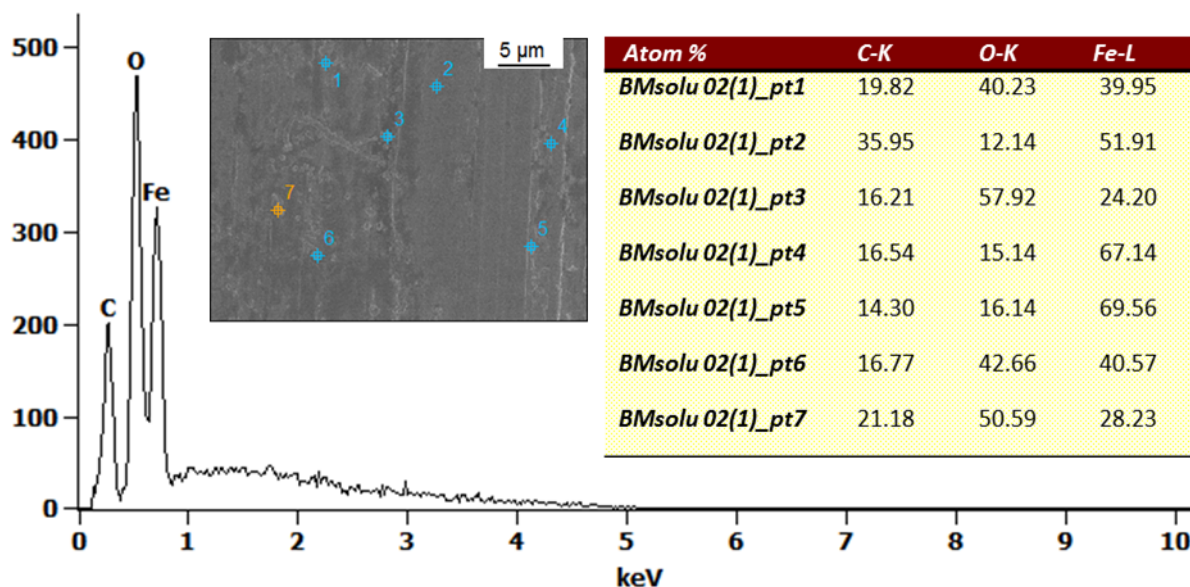 500
400
300
200
100
0
O
Fe
C
0 1 2 3 4 5 6 7 8 9 10
keV
5 µm
1
2
3
4
5
6
7
Atom % C-K O-K Fe-L
BMsolu 02(1)_pt1 19.82 40.23 39.95
BMsolu 02(1)_pt2 35.95 12.14 51.91
BMsolu 02(1)_pt3 16.21 57.92 24.20
BMsolu 02(1)_pt4 16.54 15.14 67.14
BMsolu 02(1)_pt5 14.30 16.14 69.56
BMsolu 02(1)_pt6 16.77 42.66 40.57
BMsolu 02(1)_pt7 21.18 50.59 28.23